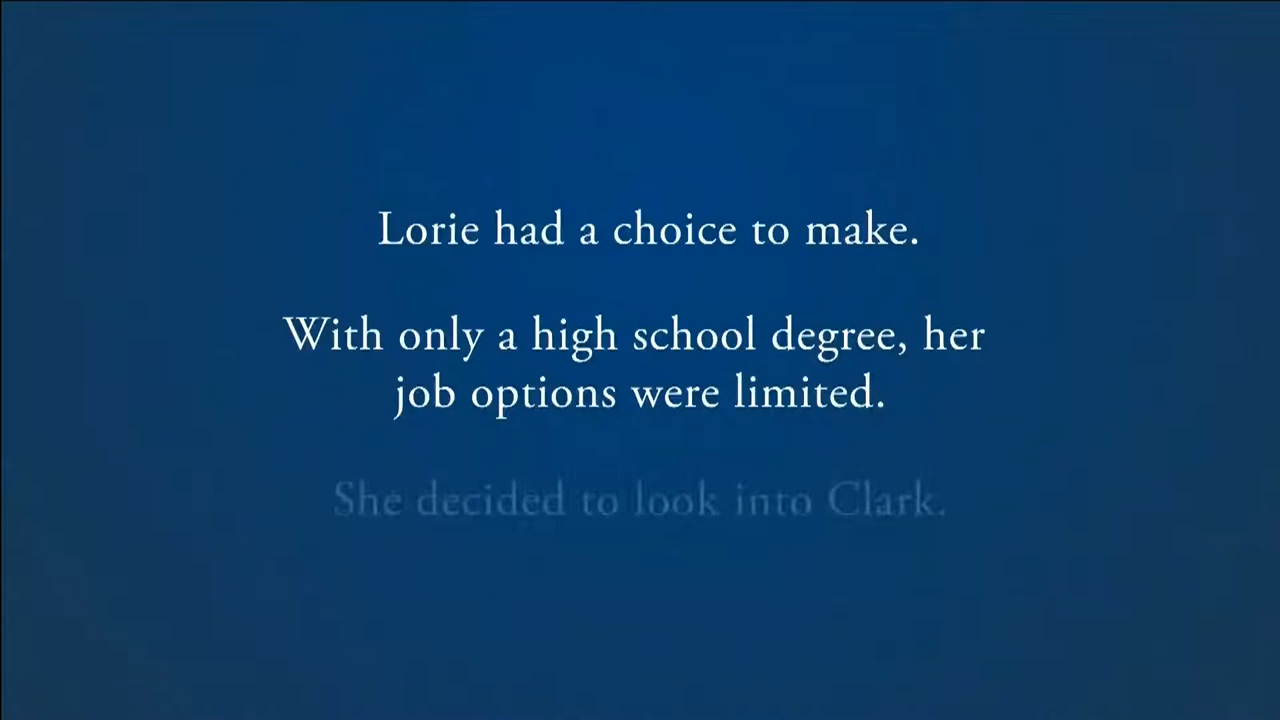 Lorie had a choice to make.
With only a high school degree, her
job options were limited.
She decided to look into Clark.